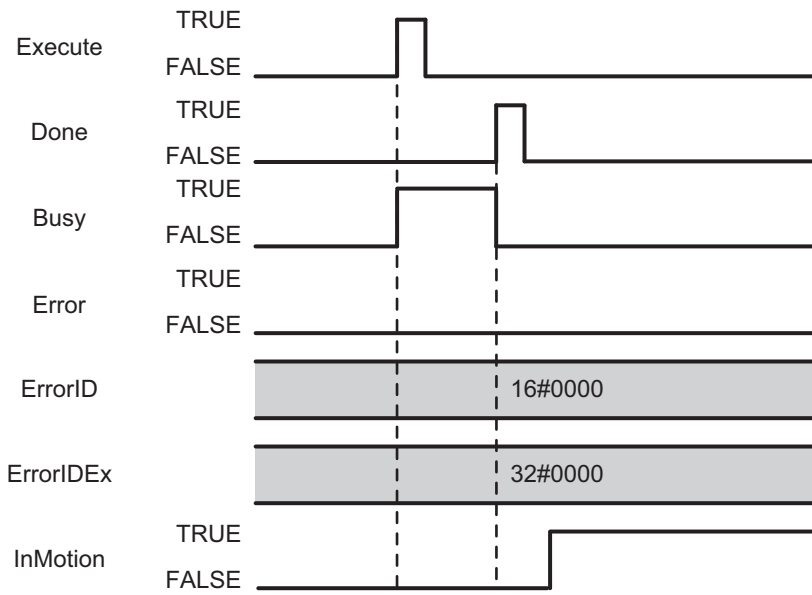 TRUE
Execute
FALSE
TRUE
Done
FALSE
TRUE
Busy
FALSE
TRUE
Error
FALSE
ErrorID
16#0000
ErrorIDEx
32#0000
TRUE
InMotion
FALSE